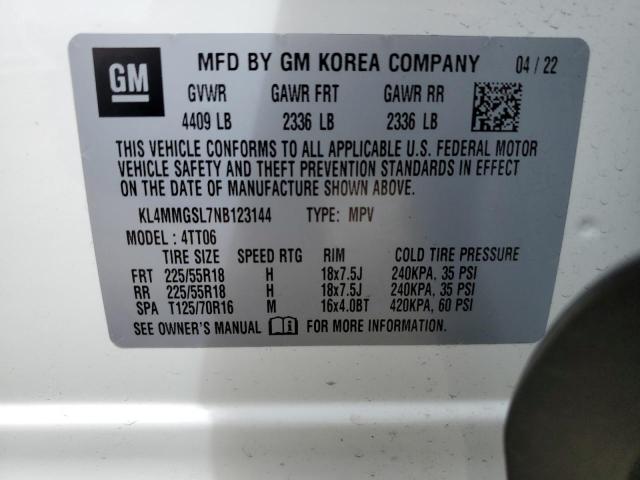 GM MFD BY GM KOREA COMPANY 04 / 22
GVWR GAWR FRT GAWR RR
4409 LB 2336 LB 2336 LB
THIS VEHICLE CONFORMS TO ALL APPLICABLE U.S. FEDERAL MOTOR
VEHICLE SAFETY AND THEFT PREVENTION STANDARDS IN EFFECT
ON THE DATE OF MANUFACTURE SHOWN ABOVE.
KL4MMGSL7NB123144 TYPE: MPV
MODEL : 4TT06
TIRE SIZE SPEED RTG RIM COLD TIRE PRESSURE
FRT 225/55R18 H 18x7.5J 240KPA, 35 PSI
RR 225/55R18 H 18x7.5J 240KPA, 35 PSI
SPA T125/70R16 M 16x4.0BT 420KPA, 60 PSI
SEE OWNER'S MANUAL FOR MORE INFORMATION.